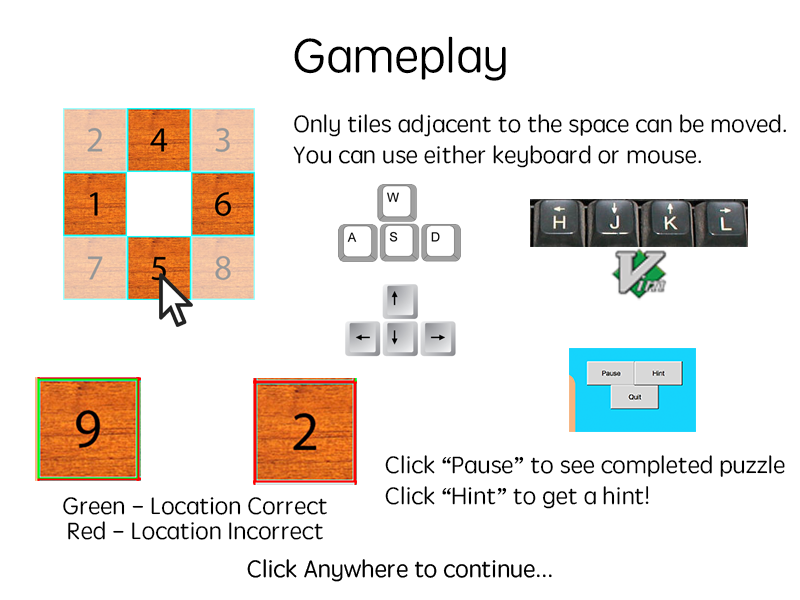 Gameplay
2 4 3
1 6
7 5 8
Only tiles adjacent to the space can be moved.
You can use either keyboard or mouse.
W
A S D
↑
← ↓ →
← ↓ ↑ →
H J K L
Vim
9
2
Green – Location Correct
Red – Location Incorrect
Pause Hint
Quit
Click “Pause” to see completed puzzle
Click “Hint” to get a hint!
Click Anywhere to continue...